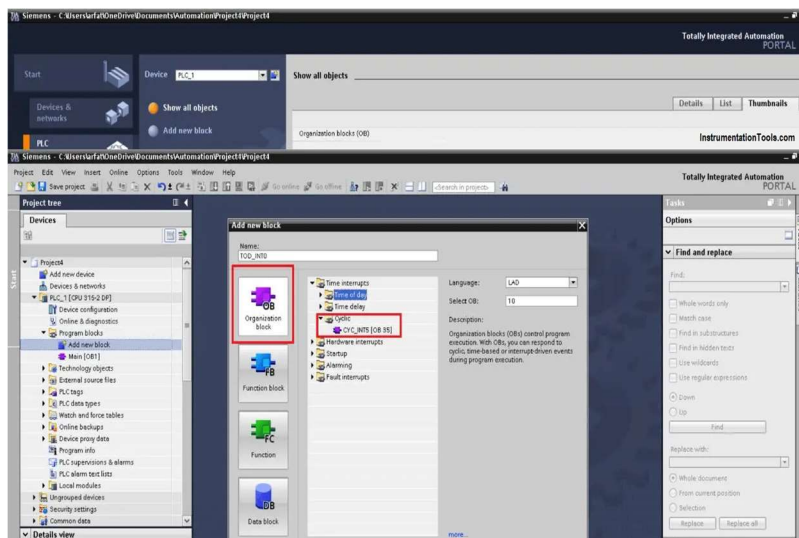 Siemens - C:\Users\arfat\OneDrive\Documents\Automation\Project4\Project4
Totally Integrated Automation
PORTAL
Start
Device
PLC_1
Show all objects
Devices &
networks
Show all objects
Details
List
Thumbnails
Add new block
Organization blocks (OB)
PLC
InstrumentationTools.com
Siemens - C:\Users\arfat\OneDrive\Documents\Automation\Project4\Project4
Project Edit View Insert Online Options Tools Window Help
Totally Integrated Automation
PORTAL
Save project
Go online
Go offline
<Search in project>
Project tree
Tasks
Devices
Options
Start
Project4
Add new device
Devices & networks
PLC_1 [CPU 316-2 DP]
Device configuration
Online & diagnostics
Program blocks
Add new block
Main [OB1]
Technology objects
External source files
PLC tags
PLC data types
Watch and force tables
Online backups
Device proxy data
Program info
PLC supervisions & alarms
PLC alarm text lists
Local modules
Ungrouped devices
Security settings
Common data
Details view
Add new block
Name:
TOD_INT0
OB
Organization
block
FB
Function block
FC
Function
DB
Data block
Time interrupts
Time of day
Time delay
Cyclic
CYC_INT5 [OB 35]
Hardware interrupts
Startup
Alarming
Fault interrupts
Language:
LAD
Select OB:
10
Description:
Organization blocks (OBs) control program
execution. With OBs, you can respond to
cyclic, time-based or interrupt-driven events
during program execution.
more...
Find and replace
Find:
Whole words only
Match case
Find in substructures
Find in hidden texts
Use wildcards
Use regular expressions
Down
Up
Find
Replace with:
Whole document
From current position
Selection
Replace
Replace all